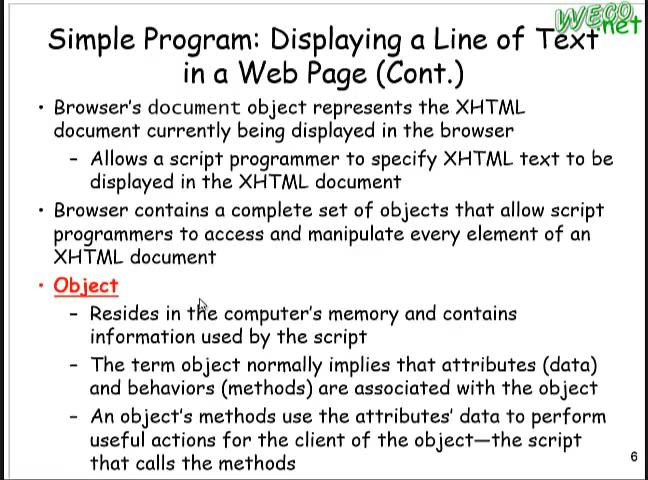 WECO.net
Simple Program: Displaying a Line of Text
in a Web Page (Cont.)
• Browser's document object represents the XHTML
document currently being displayed in the browser
– Allows a script programmer to specify XHTML text to be
displayed in the XHTML document
• Browser contains a complete set of objects that allow script
programmers to access and manipulate every element of an
XHTML document
• Object
– Resides in the computer's memory and contains
information used by the script
– The term object normally implies that attributes (data)
and behaviors (methods) are associated with the object
– An object's methods use the attributes' data to perform
useful actions for the client of the object—the script
that calls the methods
6